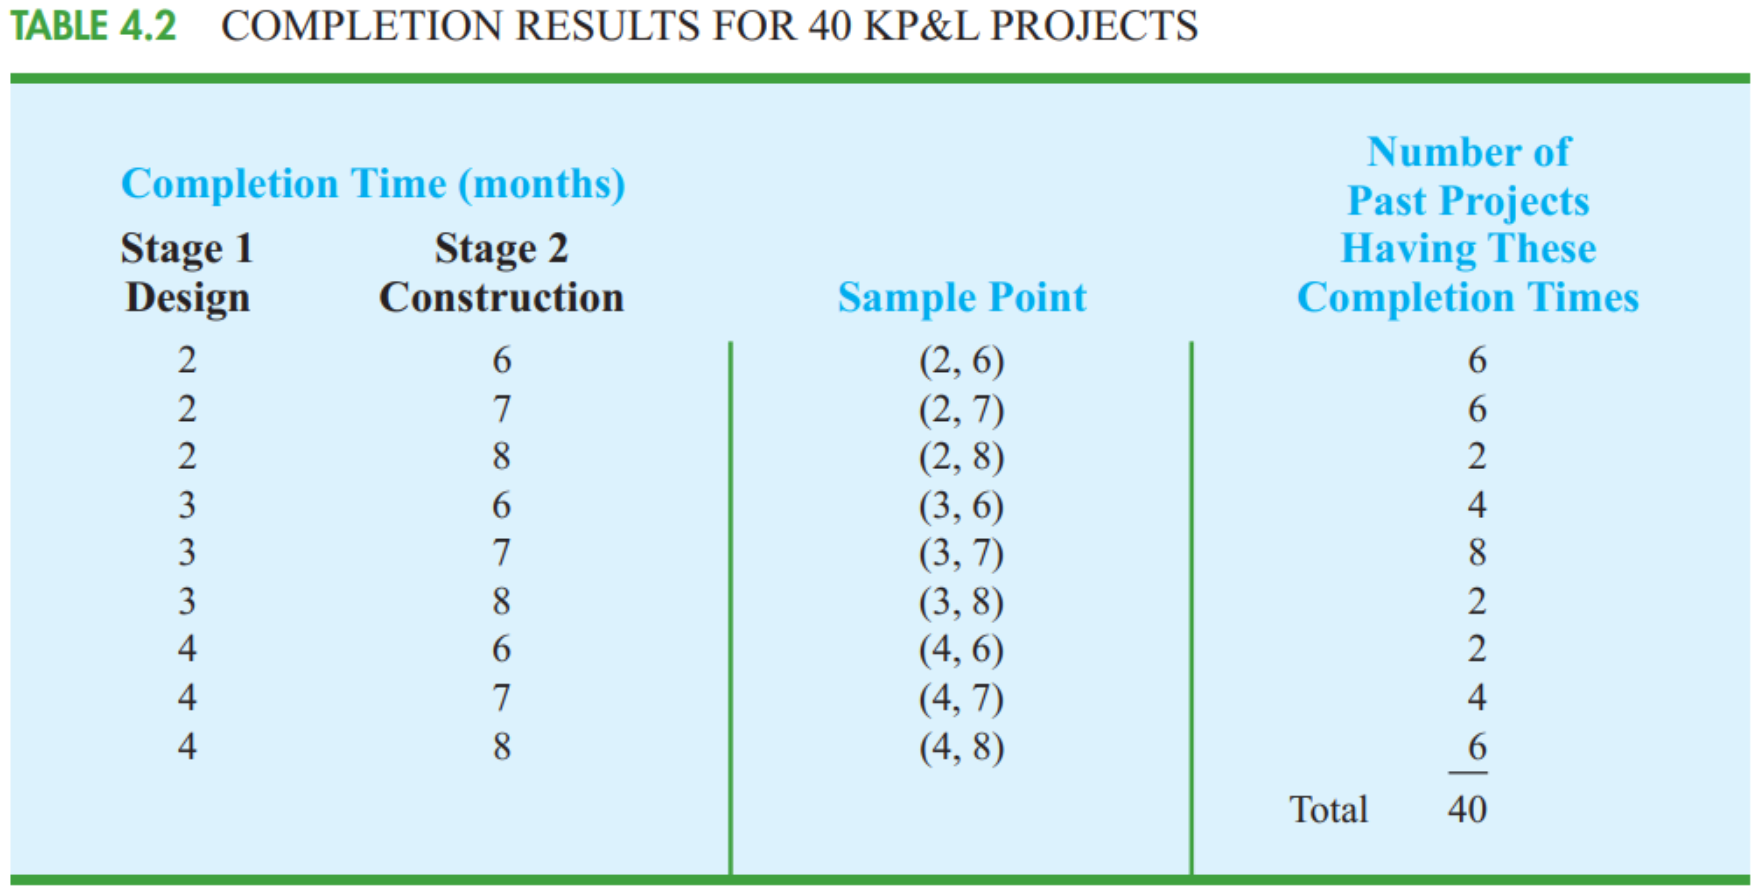 TABLE 4.2 COMPLETION RESULTS FOR 40 KP&L PROJECTS
Number of
Completion Time (months) Past Projects
Stage 1 Stage 2 Having These
Design Construction Sample Point Completion Times
2 6 (2, 6) 6
2 7 (2, 7) 6
2 8 (2, 8) 2
3 6 (3, 6) 4
3 7 (3, 7) 8
3 8 (3, 8) 2
4 6 (4, 6) 2
4 7 (4, 7) 4
4 8 (4, 8) 6
Total 40